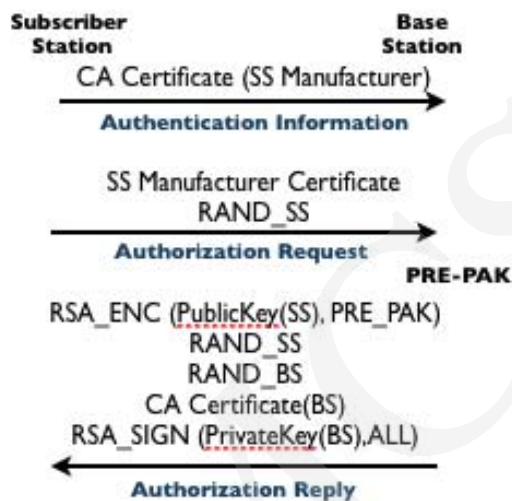 Subscriber Station
Base Station
CA Certificate (SS Manufacturer)
Authentication Information
SS Manufacturer Certificate
RAND_SS
Authorization Request
PRE-PAK
RSA_ENC (PublicKey(SS), PRE_PAK)
RAND_SS
RAND_BS
CA Certificate(BS)
RSA_SIGN (PrivateKey(BS),ALL)
Authorization Reply